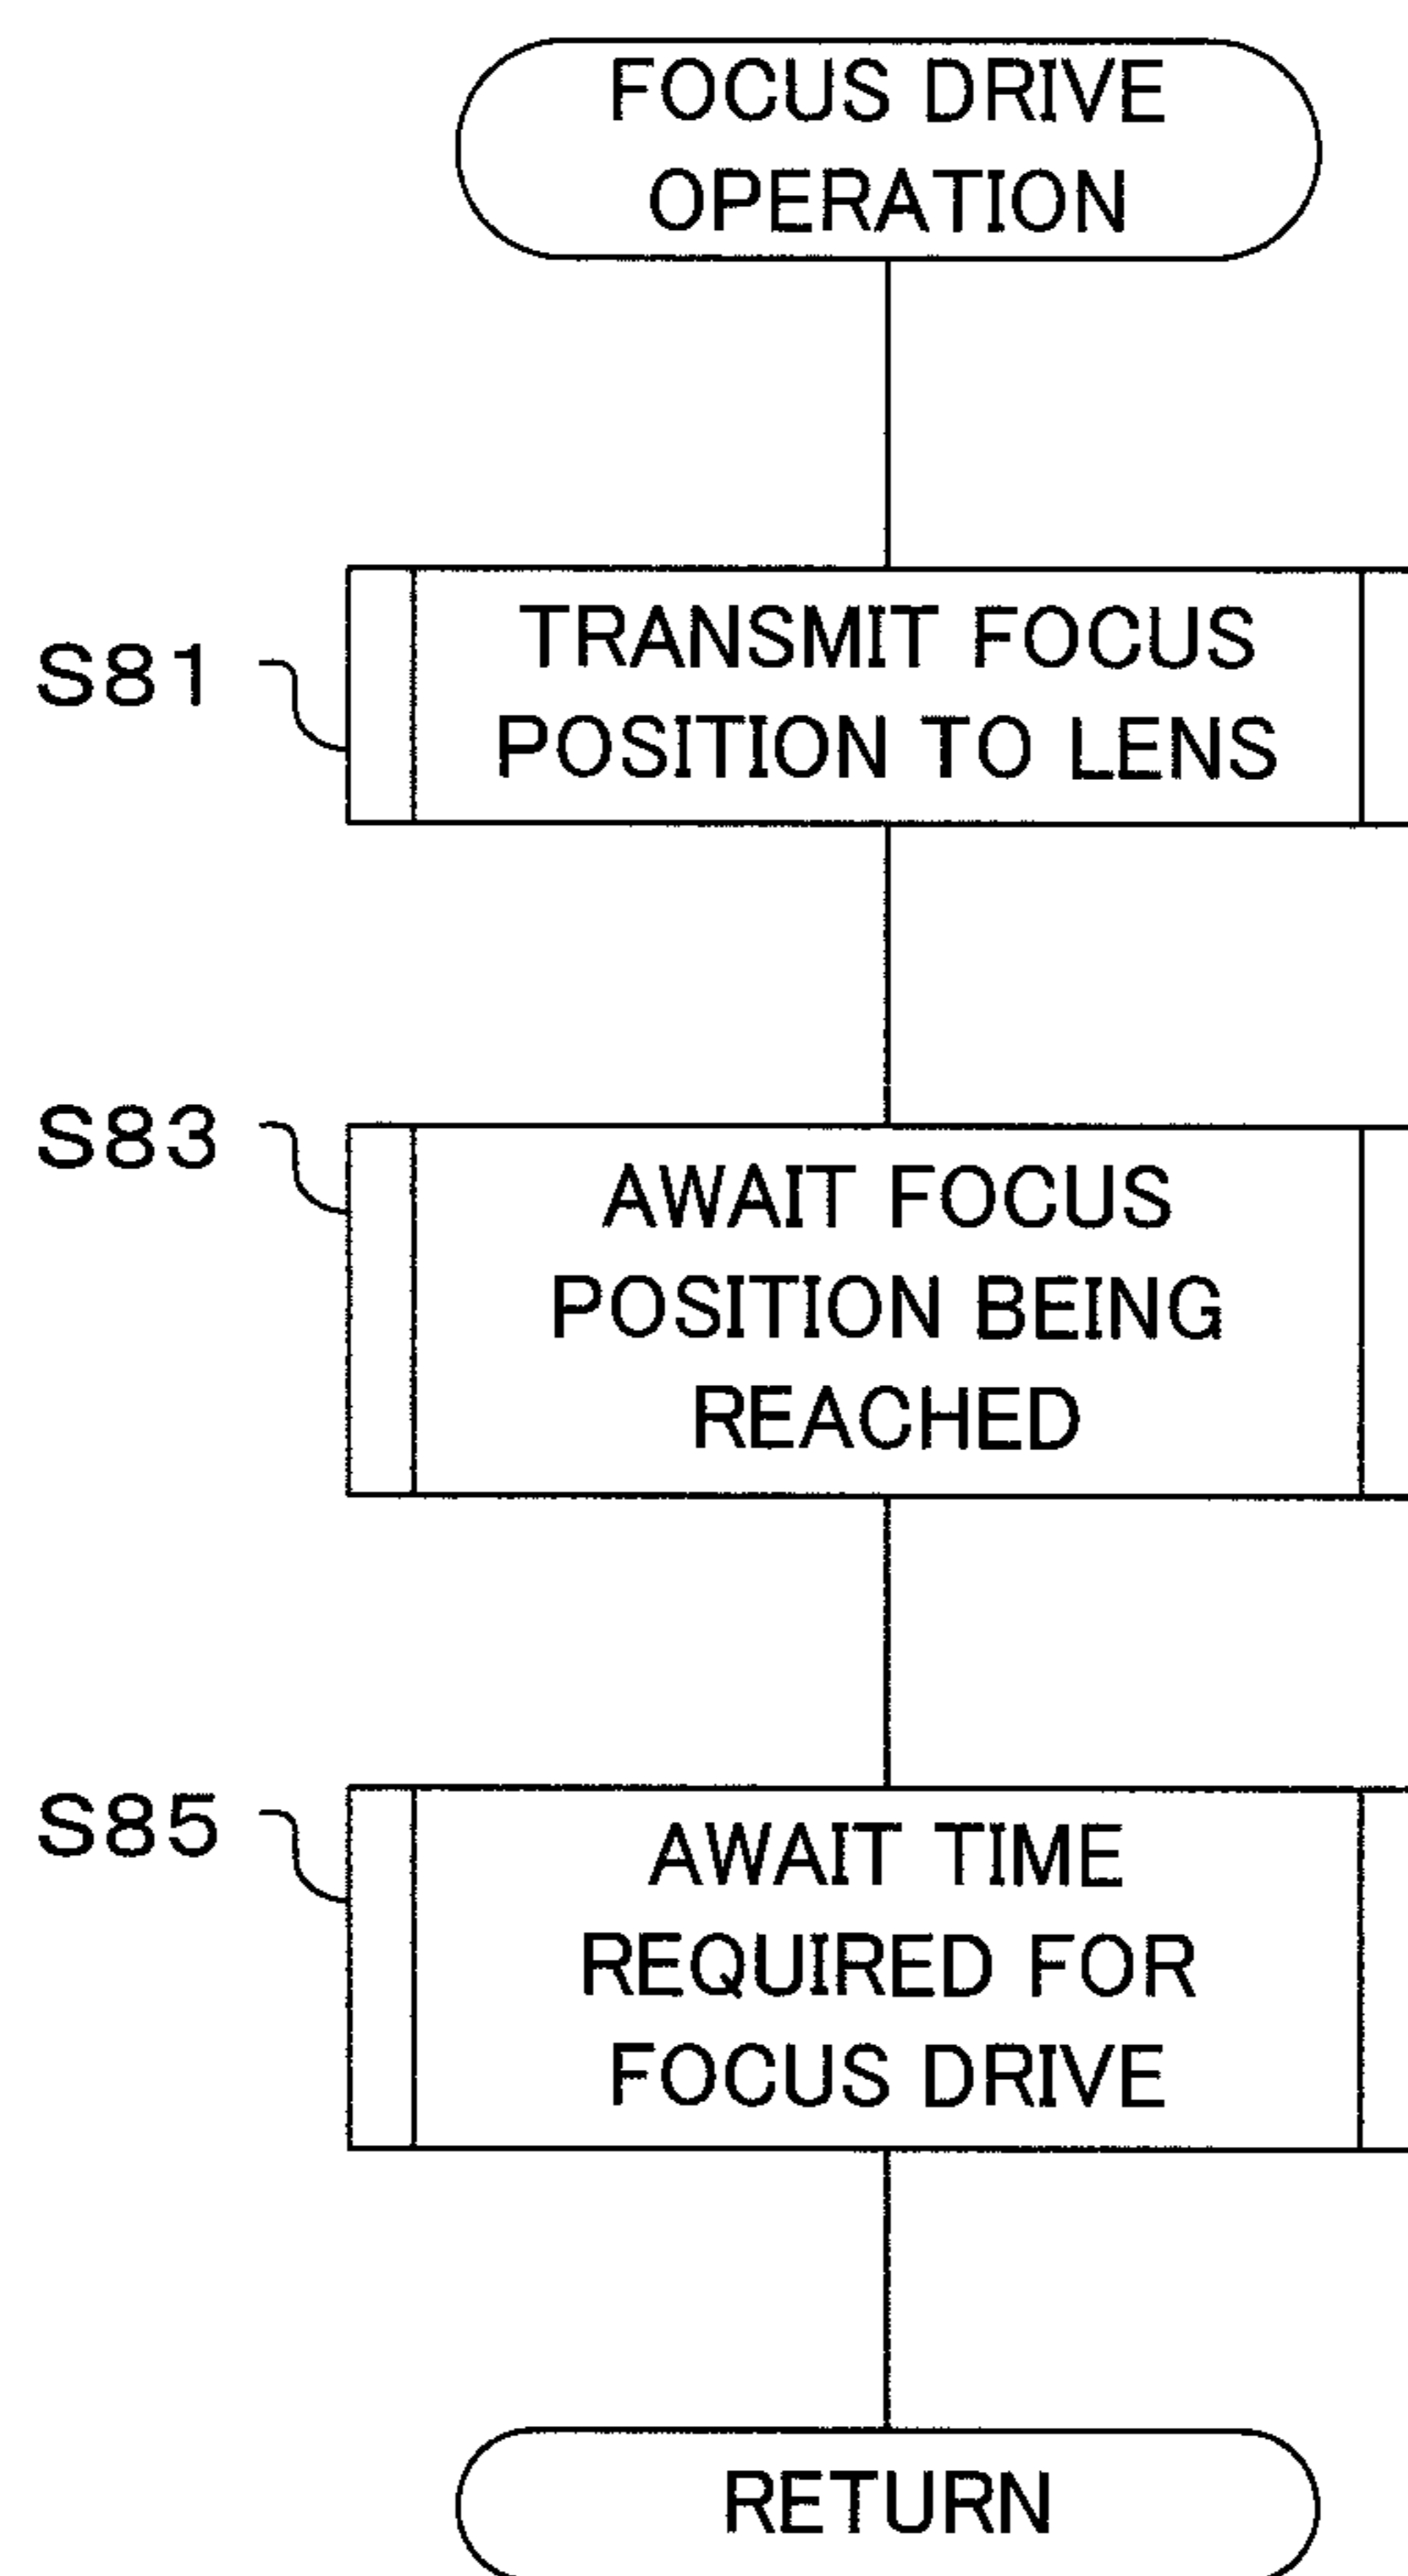 FOCUS DRIVE
OPERATION
S81
TRANSMIT FOCUS
POSITION TO LENS
S83
AWAIT FOCUS
POSITION BEING
REACHED
S85
AWAIT TIME
REQUIRED FOR
FOCUS DRIVE
RETURN